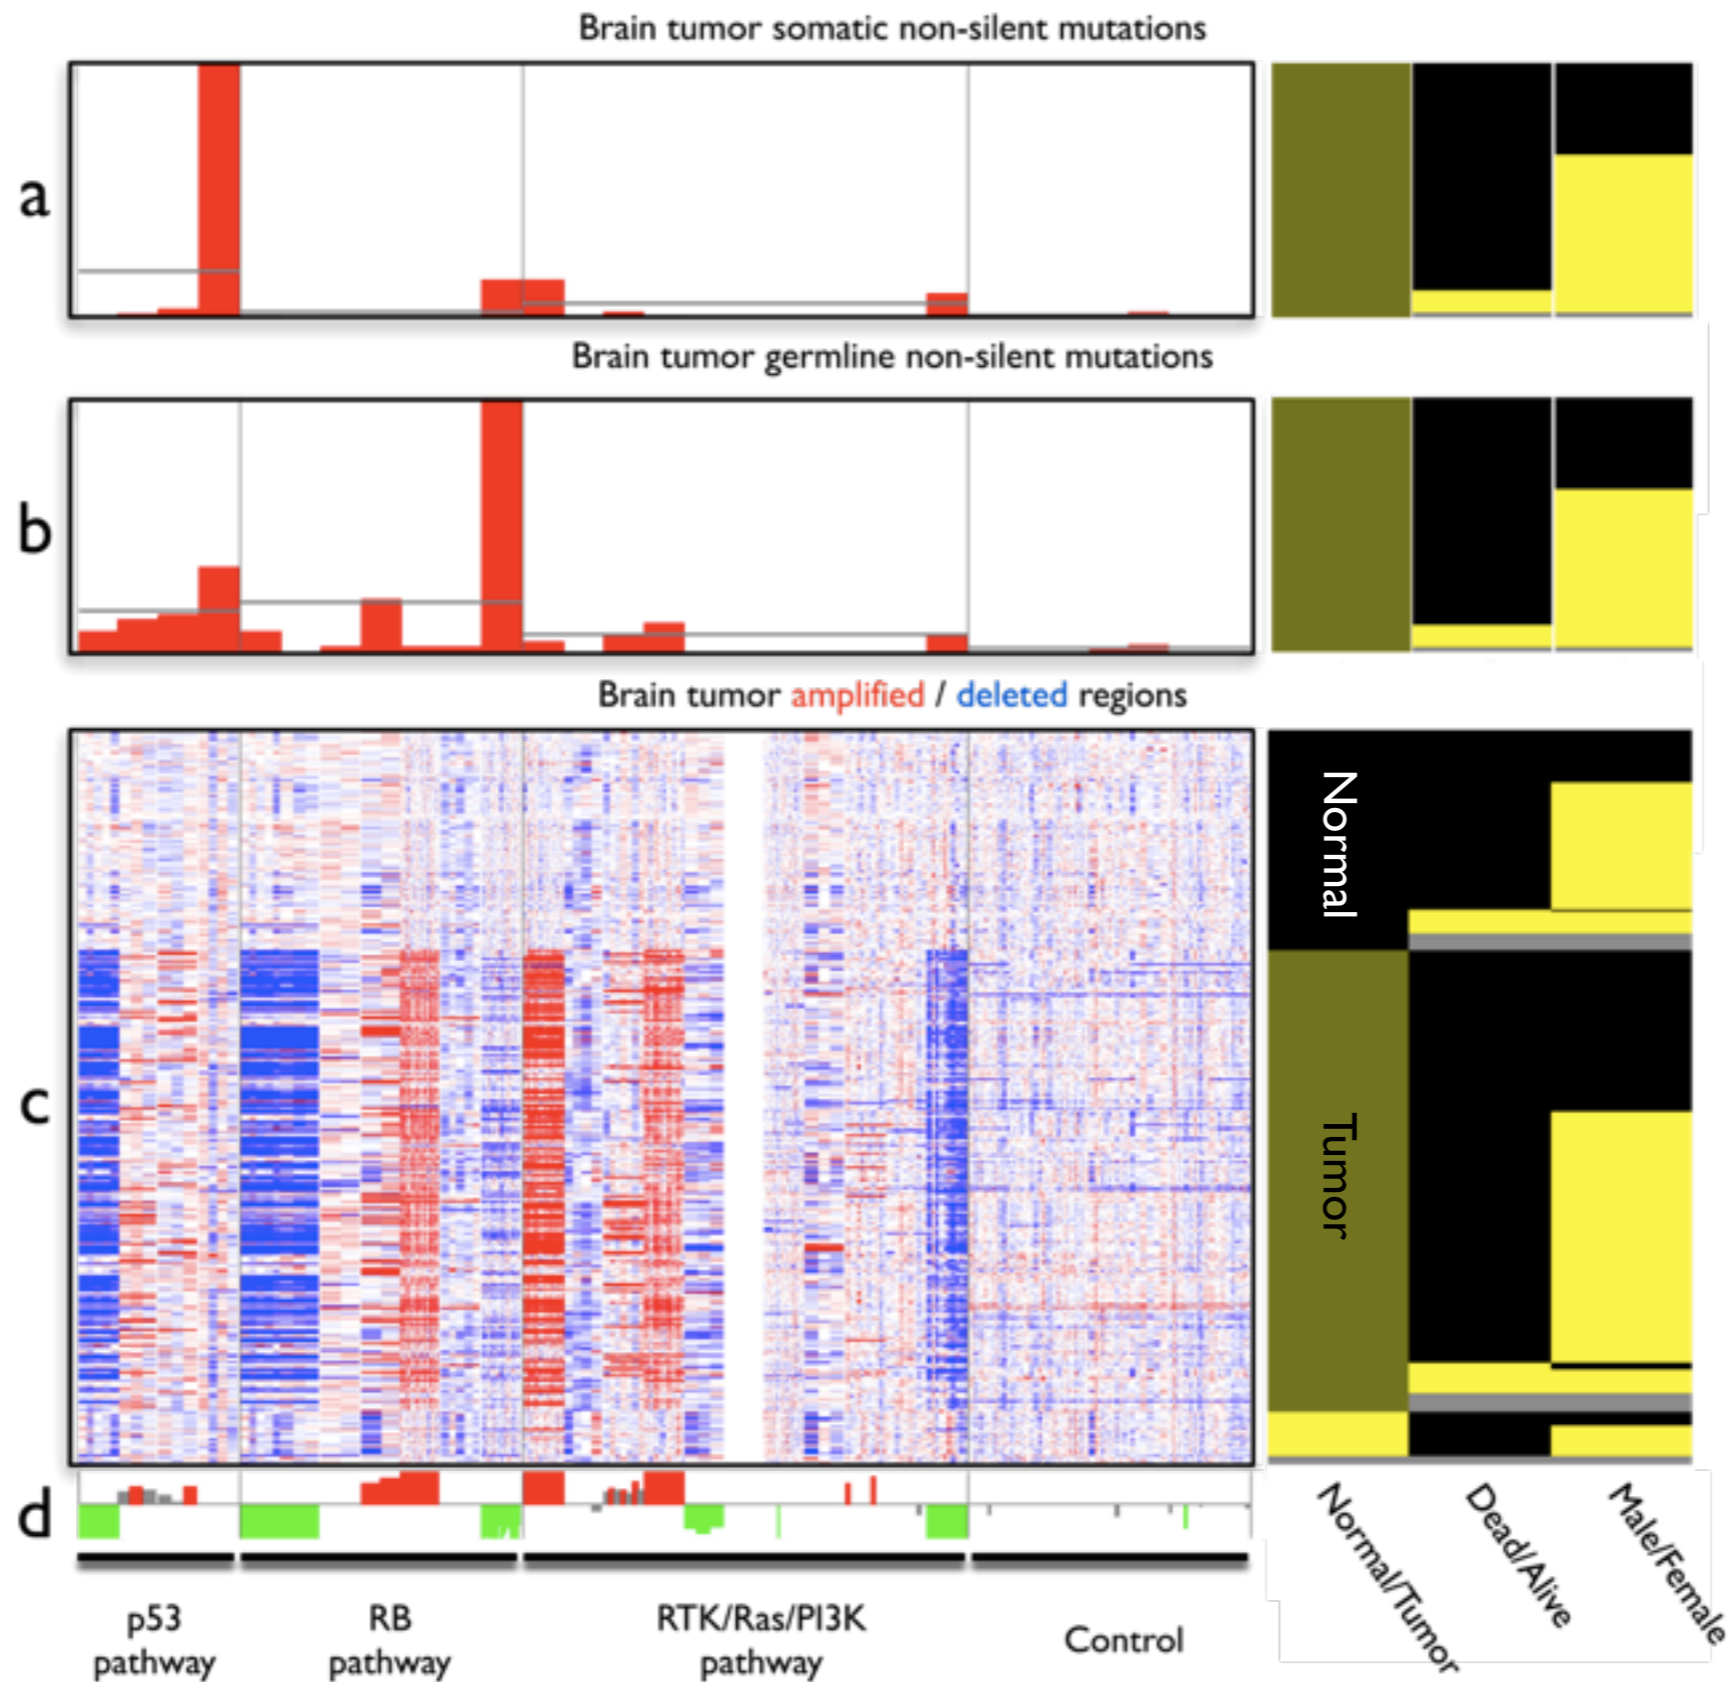 Brain tumor somatic non-silent mutations
a
Brain tumor germline non-silent mutations
b
Brain tumor amplified / deleted regions
c
Normal
Tumor
d
p53
pathway
RB
pathway
RTK/Ras/PI3K
pathway
Control
Normal/Tumor
Dead/Alive
Male/Female